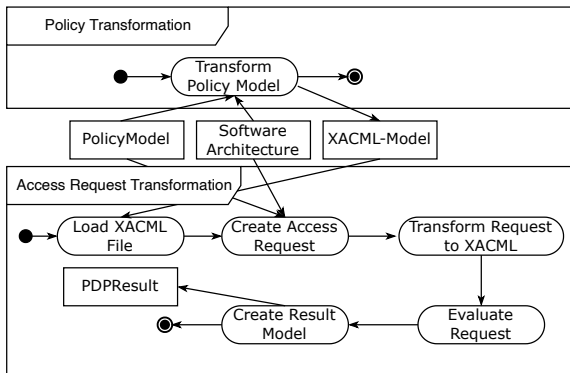 Policy Transformation
Transform
Policy Model
PolicyModel
Software
Architecture
XACML-Model
Access Request Transformation
Load XACML
File
Create Access
Request
Transform Request
to XACML
PDPResult
Create Result
Model
Evaluate
Request